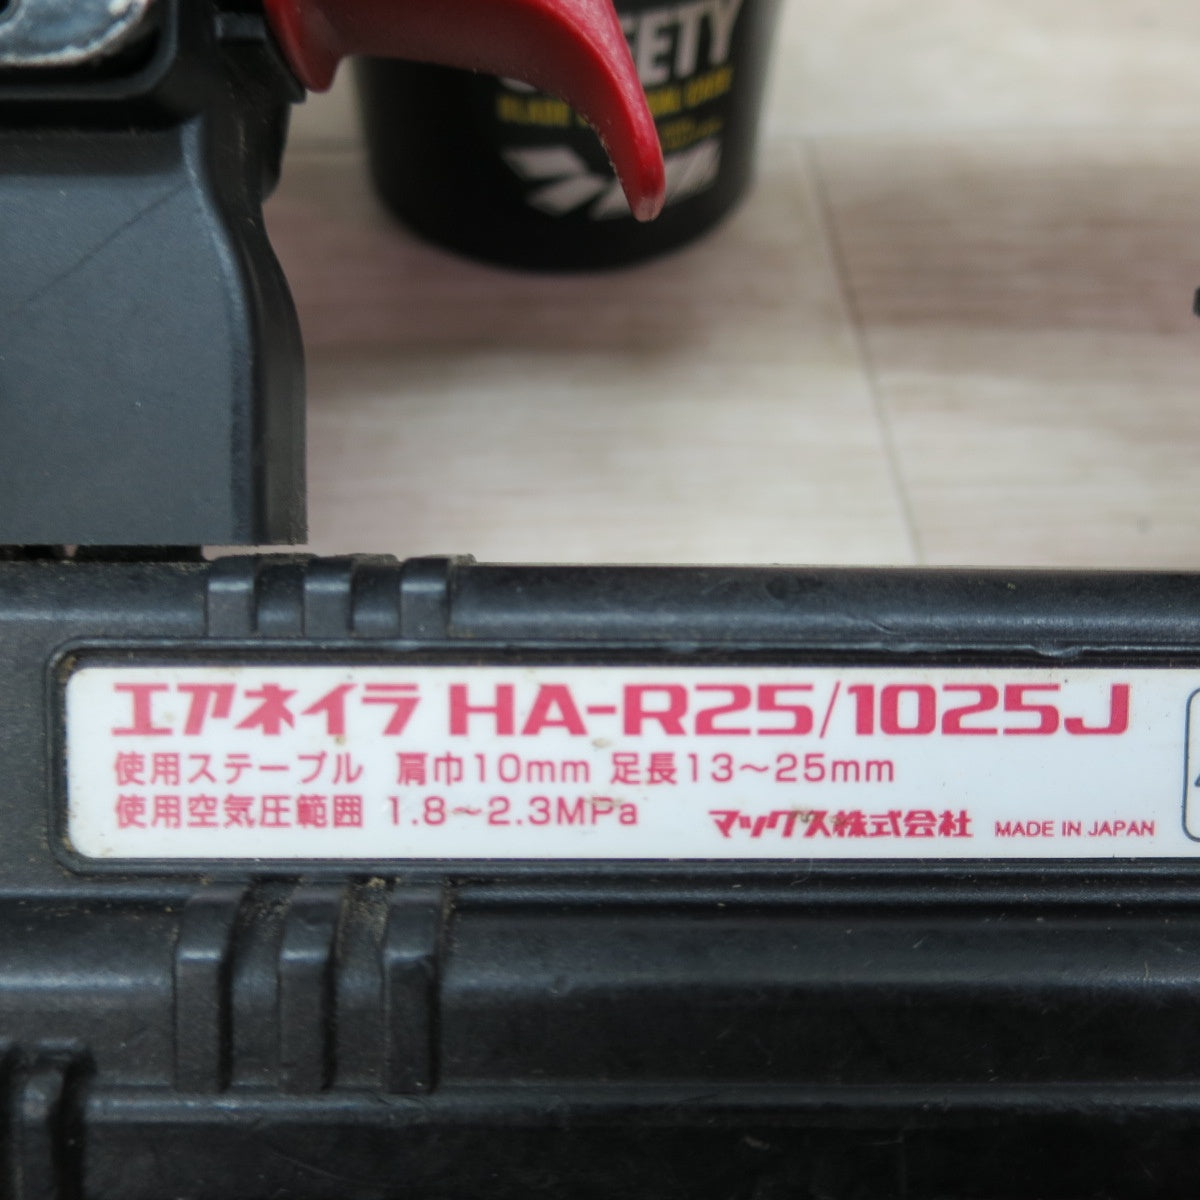 ETY
エアネイラ HA-R25/1025J
使用ステープル 肩巾10mm 足長13～25mm
使用空気圧範囲 1.8～2.3MPa マックス株式会社 MADE IN JAPAN